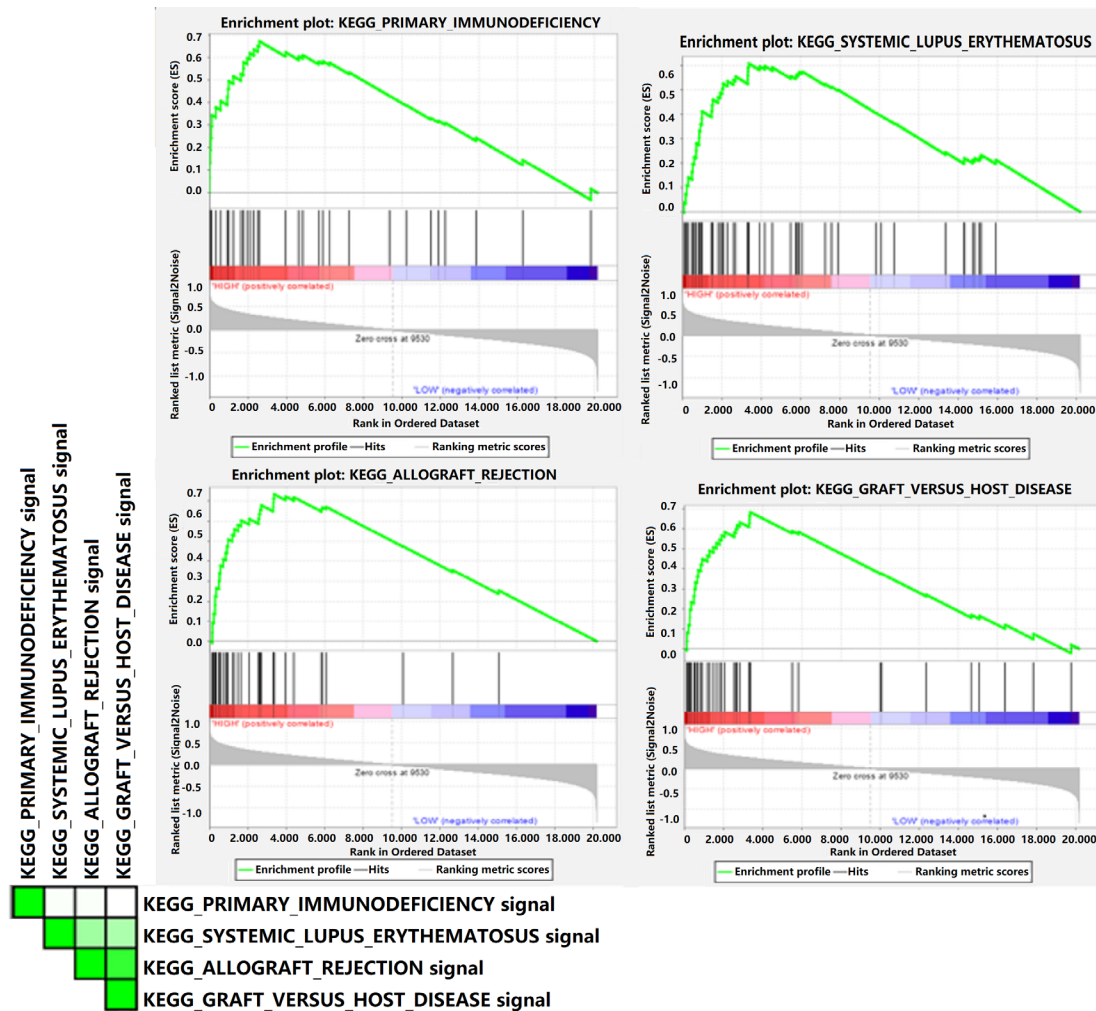 Enrichment plot: KEGG_PRIMARY_IMMUNODEFICIENCY
Enrichment score (ES)
0.7
0.6
0.5
0.4
0.3
0.2
0.1
0.0
Ranked list metric (Signal2Noise)
1.0
0.5
0.0
-0.5
-1.0
'HIGH' (positively correlated)
Zero cross at 9530
'LOW' (negatively correlated)
0 2.000 4.000 6.000 8.000 10.000 12.000 14.000 16.000 18.000 20.000
Rank in Ordered Dataset
Enrichment profile Hits Ranking metric scores
Enrichment plot: KEGG_SYSTEMIC_LUPUS_ERYTHEMATOSUS
Enrichment score (ES)
0.6
0.5
0.4
0.3
0.2
0.1
0.0
Ranked list metric (Signal2Noise)
1.0
0.5
0.0
-0.5
-1.0
'HIGH' (positively correlated)
Zero cross at 9530
'LOW' (negatively correlated)
0 2.000 4.000 6.000 8.000 10.000 12.000 14.000 16.000 18.000 20.000
Rank in Ordered Dataset
Enrichment profile Hits Ranking metric scores
Enrichment plot: KEGG_ALLOGRAFT_REJECTION
Enrichment score (ES)
0.7
0.6
0.5
0.4
0.3
0.2
0.1
0.0
Ranked list metric (Signal2Noise)
1.0
0.5
0.0
-0.5
-1.0
'HIGH' (positively correlated)
Zero cross at 9530
'LOW' (negatively correlated)
0 2.000 4.000 6.000 8.000 10.000 12.000 14.000 16.000 18.000 20.000
Rank in Ordered Dataset
Enrichment profile Hits Ranking metric scores
Enrichment plot: KEGG_GRAFT_VERSUS_HOST_DISEASE
Enrichment score (ES)
0.7
0.6
0.5
0.4
0.3
0.2
0.1
0.0
Ranked list metric (Signal2Noise)
1.0
0.5
0.0
-0.5
-1.0
'HIGH' (positively correlated)
Zero cross at 9530
'LOW' (negatively correlated)
0 2.000 4.000 6.000 8.000 10.000 12.000 14.000 16.000 18.000 20.000
Rank in Ordered Dataset
Enrichment profile Hits Ranking metric scores
KEGG_PRIMARY_IMMUNODEFICIENCY signal
KEGG_SYSTEMIC_LUPUS_ERYTHEMATOSUS signal
KEGG_ALLOGRAFT_REJECTION signal
KEGG_GRAFT_VERSUS_HOST_DISEASE signal
KEGG_PRIMARY_IMMUNODEFICIENCY signal
KEGG_SYSTEMIC_LUPUS_ERYTHEMATOSUS signal
KEGG_ALLOGRAFT_REJECTION signal
KEGG_GRAFT_VERSUS_HOST_DISEASE signal